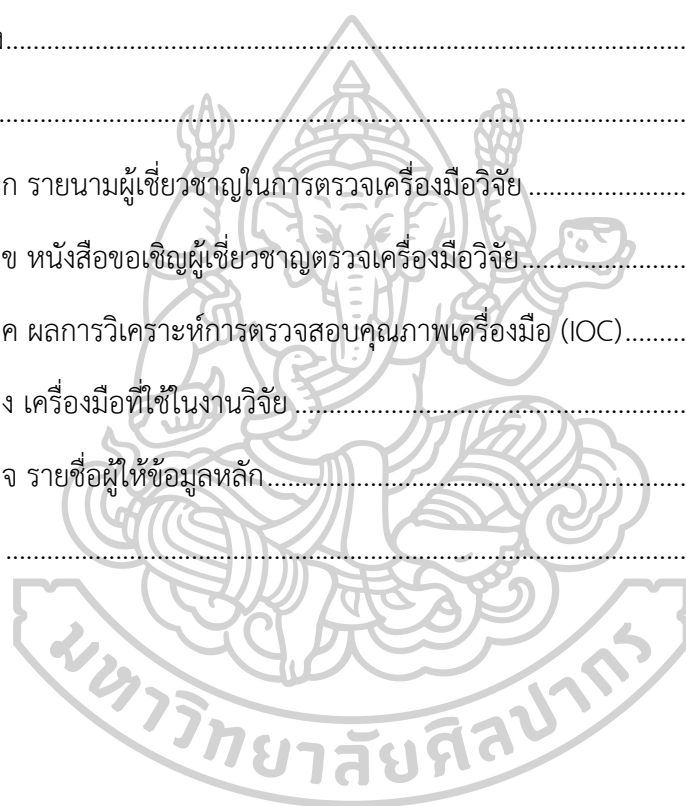 ............................................................
............................................................
ก รายนามผู้เชี่ยวชาญในการตรวจเครื่องมือวิจัย........................
ข หนังสือขอเชิญผู้เชี่ยวชาญตรวจเครื่องมือวิจัย.........................
ค ผลการวิเคราะห์การตรวจสอบคุณภาพเครื่องมือ (IOC).........
ง เครื่องมือที่ใช้ในงานวิจัย ............................................................
จ รายชื่อผู้ให้ข้อมูลหลัก................................................................
............................................................
มหาวิทยาลัยศิลปากร